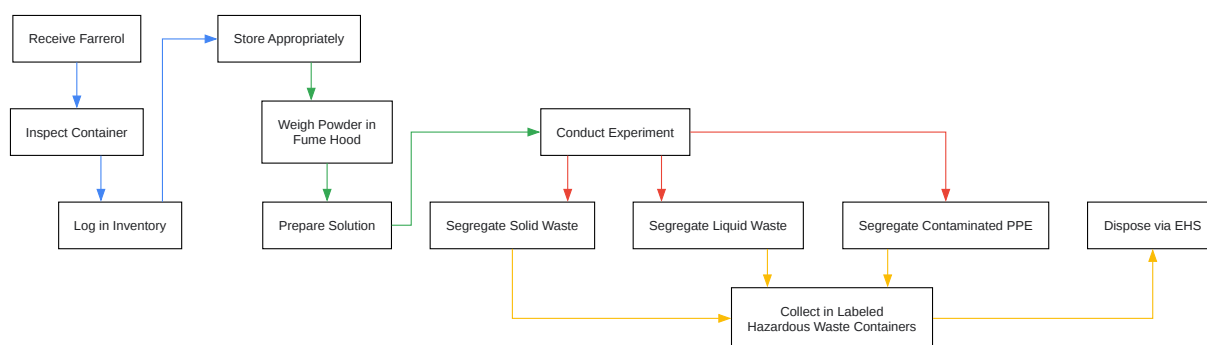 Receive Farrerol
Store Appropriately
Inspect Container
Weigh Powder in
Fume Hood
Conduct Experiment
Log in Inventory
Prepare Solution
Segregate Solid Waste
Segregate Liquid Waste
Segregate Contaminated PPE
Dispose via EHS
Collect in Labeled
Hazardous Waste Containers